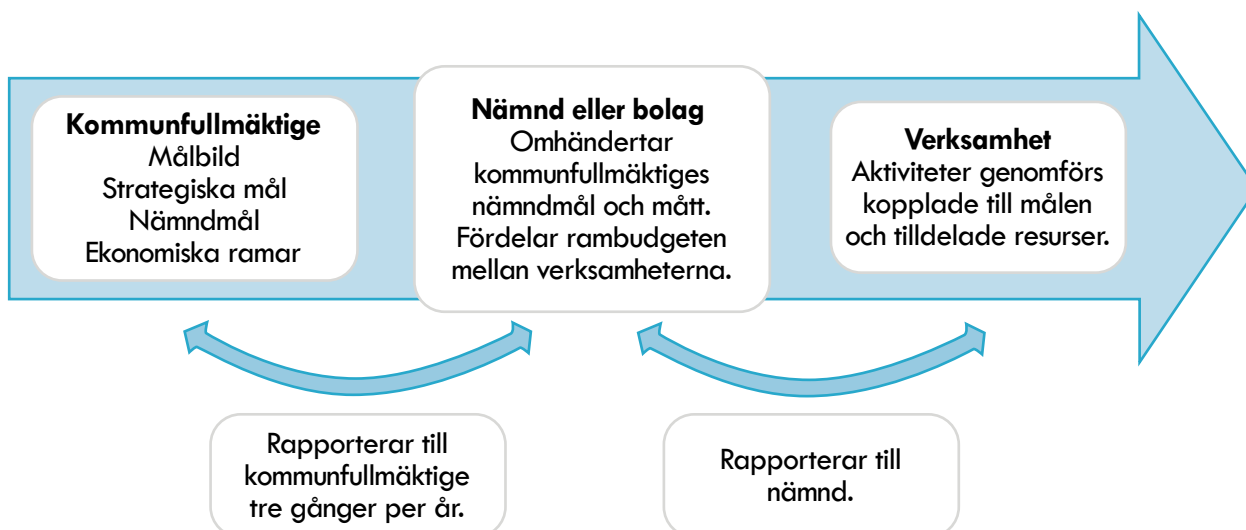 Kommunfullmäktige
Målbild
Strategiska mål
Nämndmål
Ekonomiska ramar
Nämnd eller bolag
Omhändertar
kommunfullmäktiges
nämndmål och mått.
Fördelar rambudgeten
mellan verksamheterna.
Verksamhet
Aktiviteter genomförs
kopplade till målen
och tilldelade resurser.
Rapporterar till
kommunfullmäktige
tre gånger per år.
Rapporterar till
nämnd.